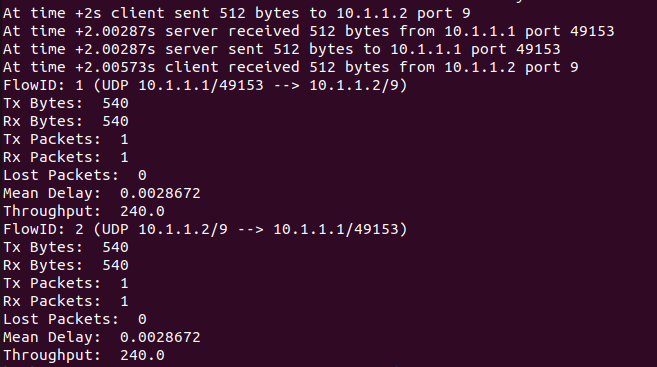 At time +2s client sent 512 bytes to 10.1.1.2 port 9
At time +2.00287s server received 512 bytes from 10.1.1.1 port 49153
At time +2.00287s server sent 512 bytes to 10.1.1.1 port 49153
At time +2.00573s client received 512 bytes from 10.1.1.2 port 9
FlowID: 1 (UDP 10.1.1.1/49153 --> 10.1.1.2/9)
Tx Bytes:  540
Rx Bytes:  540
Tx Packets:  1
Rx Packets:  1
Lost Packets:  0
Mean Delay:  0.0028672
Throughput:  240.0
FlowID: 2 (UDP 10.1.1.2/9 --> 10.1.1.1/49153)
Tx Bytes:  540
Rx Bytes:  540
Tx Packets:  1
Rx Packets:  1
Lost Packets:  0
Mean Delay:  0.0028672
Throughput:  240.0